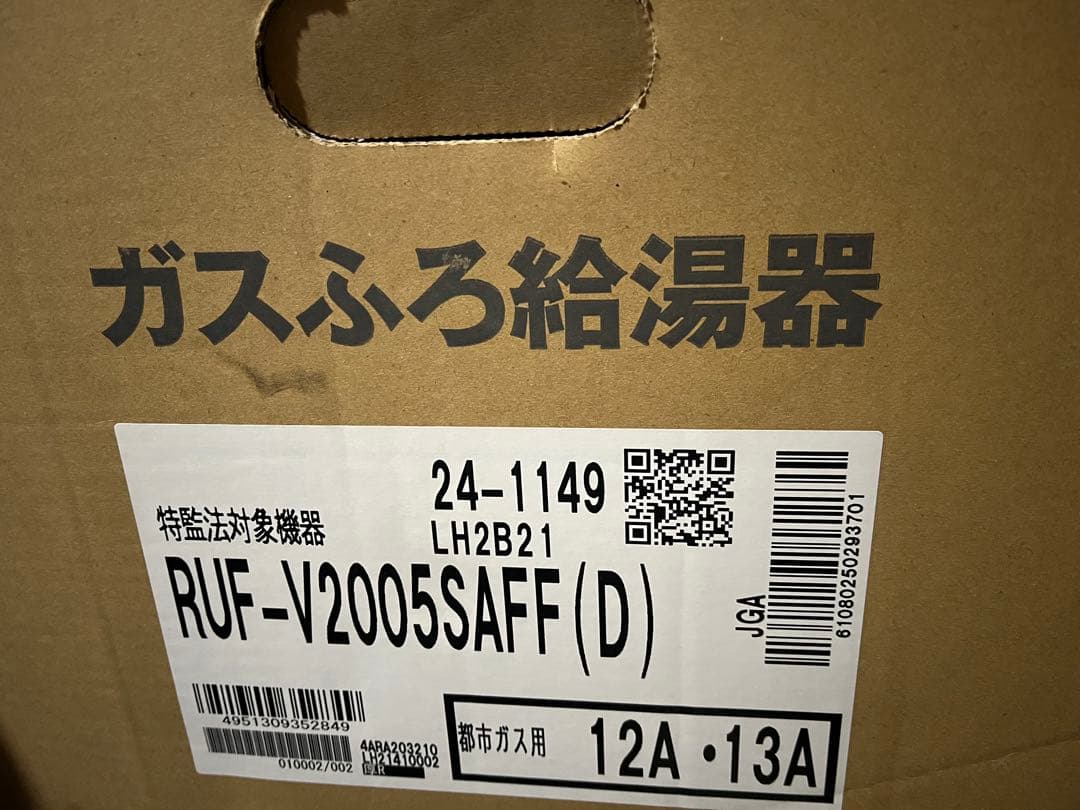 ガスふろ給湯器
24-1149
LH2B21
特監法対象機器
RUF-V2005SAFF(D)
JGA
61080250293701
4951309352849
010002/002
4ARA203210
LH21410002
都市ガス用 12A・13A